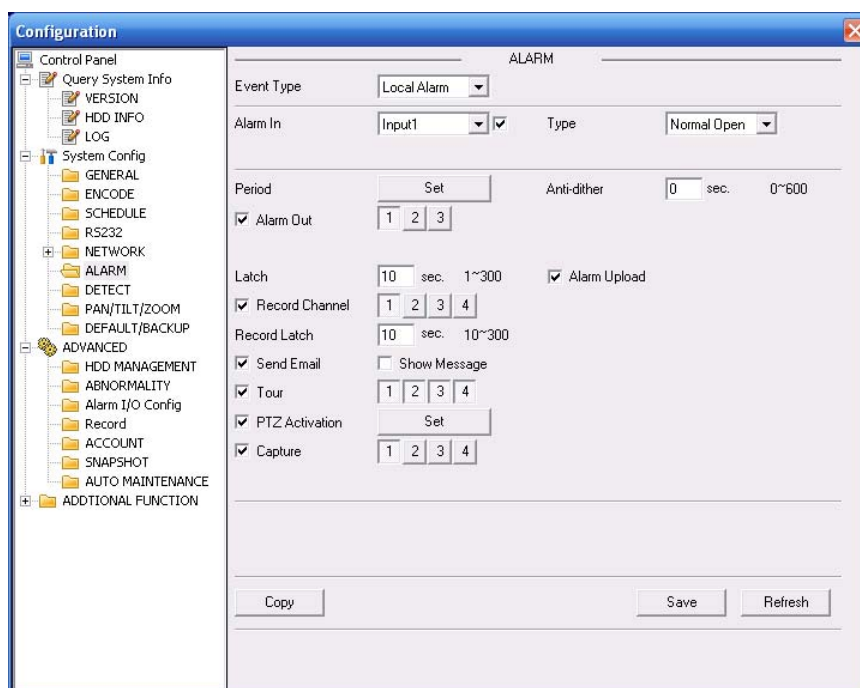 Configuration
Control Panel
Query System Info
VERSION
HDD INFO
LOG
System Config
GENERAL
ENCODE
SCHEDULE
RS232
NETWORK
ALARM
DETECT
PAN/TILT/ZOOM
DEFAULT/BACKUP
ADVANCED
HDD MANAGEMENT
ABNORMALITY
Alarm I/O Config
Record
ACCOUNT
SNAPSHOT
AUTO MAINTENANCE
ADDTIONAL FUNCTION
ALARM
Event Type Local Alarm
Alarm In Input1 Type Normal Open
Period Set Anti-dither 0 sec. 0~600
Alarm Out 1 2 3
Latch 10 sec. 1~300 Alarm Upload
Record Channel 1 2 3 4
Record Latch 10 sec. 10~300
Send Email Show Message
Tour 1 2 3 4
PTZ Activation Set
Capture 1 2 3 4
Copy Save Refresh